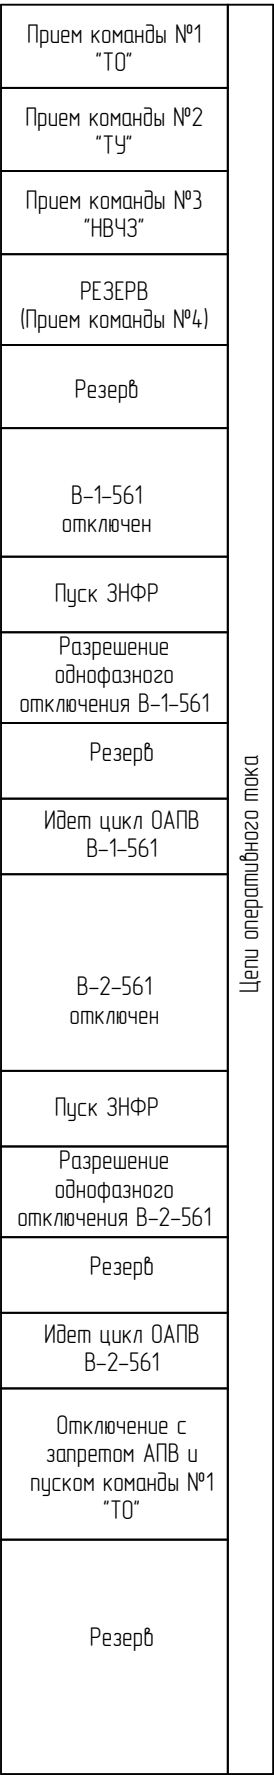 Прием команды №1
"ТО"
Прием команды №2
"ТУ"
Прием команды №3
"НВЧЗ"
РЕЗЕРВ
(Прием команды №4)
Резерв
В-1-561
отключен
Пуск ЗНФР
Разрешение
однофазного
отключения В-1-561
Резерв
Идет цикл ОАПВ
В-1-561
В-2-561
отключен
Пуск ЗНФР
Разрешение
однофазного
отключения В-2-561
Резерв
Идет цикл ОАПВ
В-2-561
Отключение с
запретом АПВ и
пуском команды №1
"ТО"
Резерв
Цепи оперативного тока